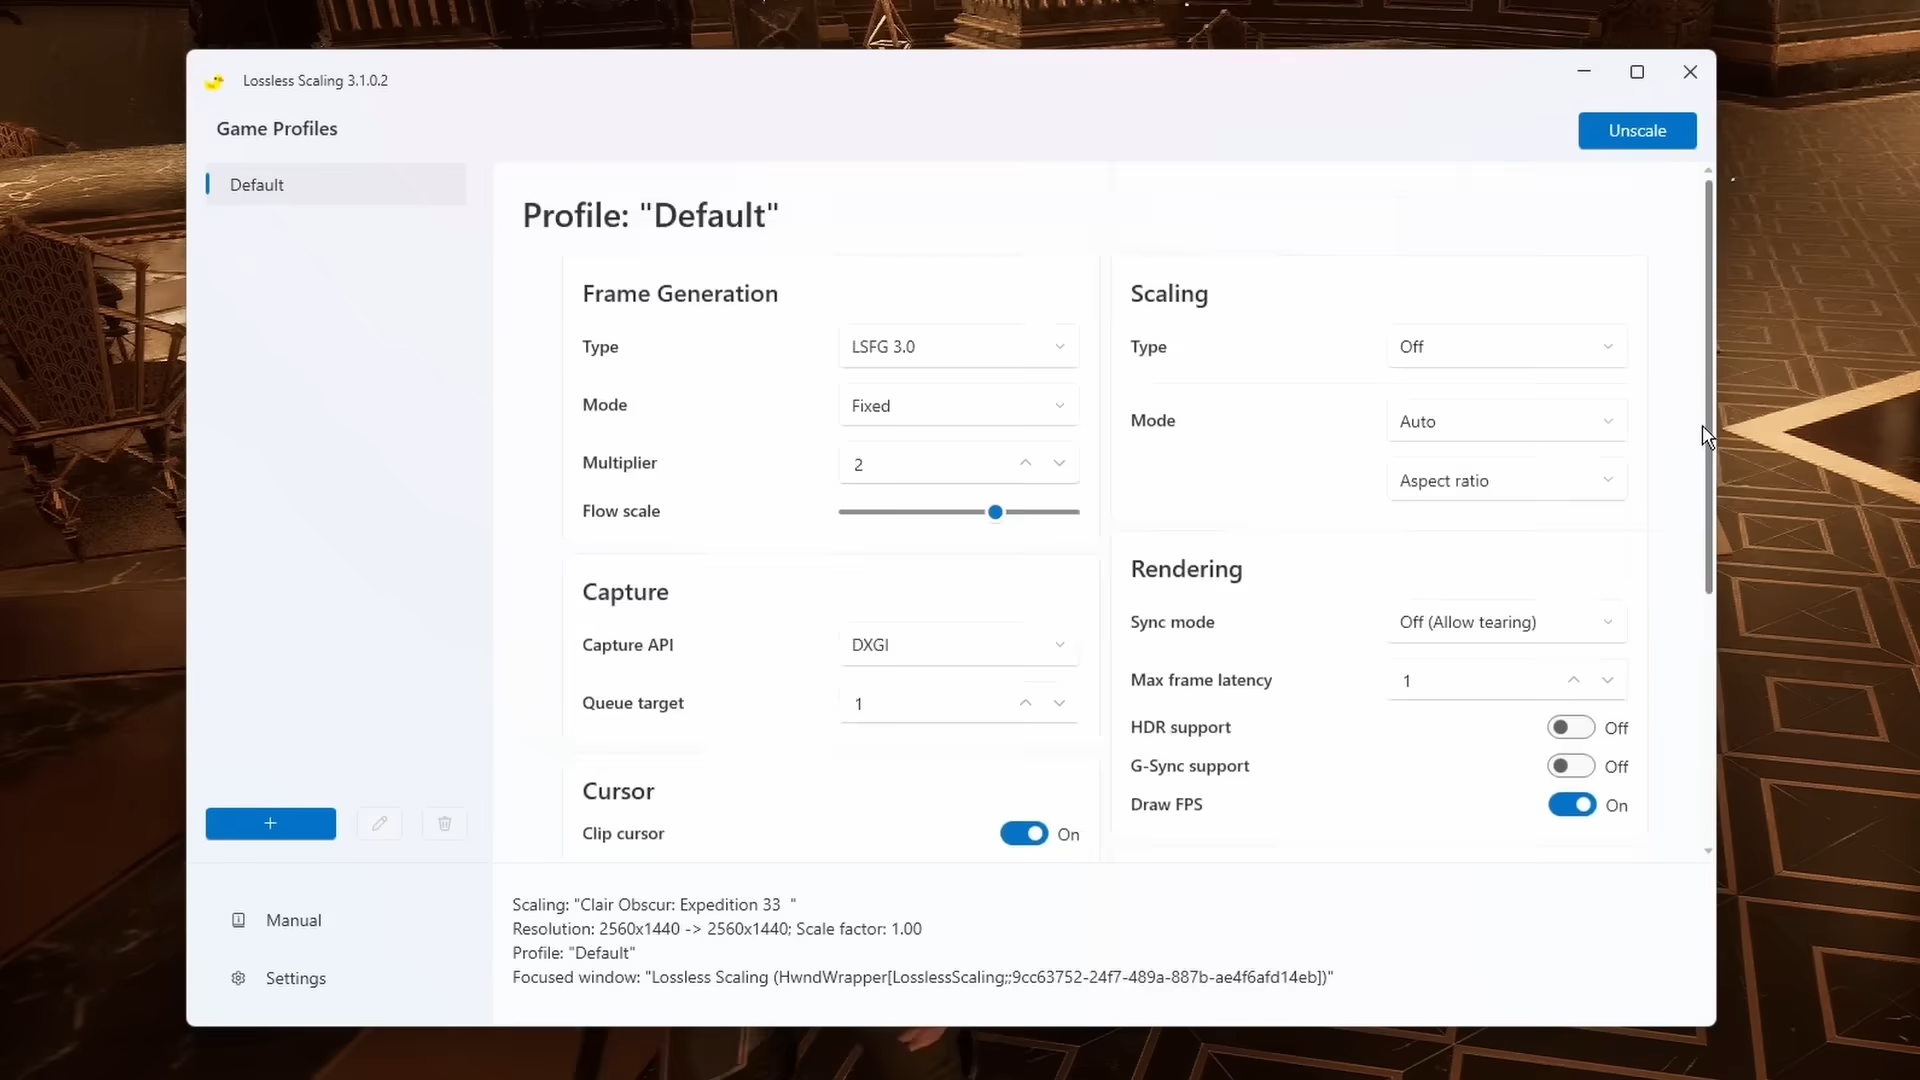 Lossless Scaling 3.1.0.2
Game Profiles
Unscale
Default
Profile: "Default"
Frame Generation
Type
LSFG 3.0
Mode
Fixed
Multiplier
2
Flow scale
Capture
Capture API
DXGI
Queue target
1
Cursor
Clip cursor
On
Scaling
Type
Off
Mode
Auto
Aspect ratio
Rendering
Sync mode
Off (Allow tearing)
Max frame latency
1
HDR support
Off
G-Sync support
Off
Draw FPS
On
+
Manual
Settings
Scaling: "Clair Obscur: Expedition 33  "
Resolution: 2560x1440 -> 2560x1440; Scale factor: 1.00
Profile: "Default"
Focused window: "Lossless Scaling (HwndWrapper[LosslessScaling;;9cc63752-24f7-489a-887b-ae4f6afd14eb])"